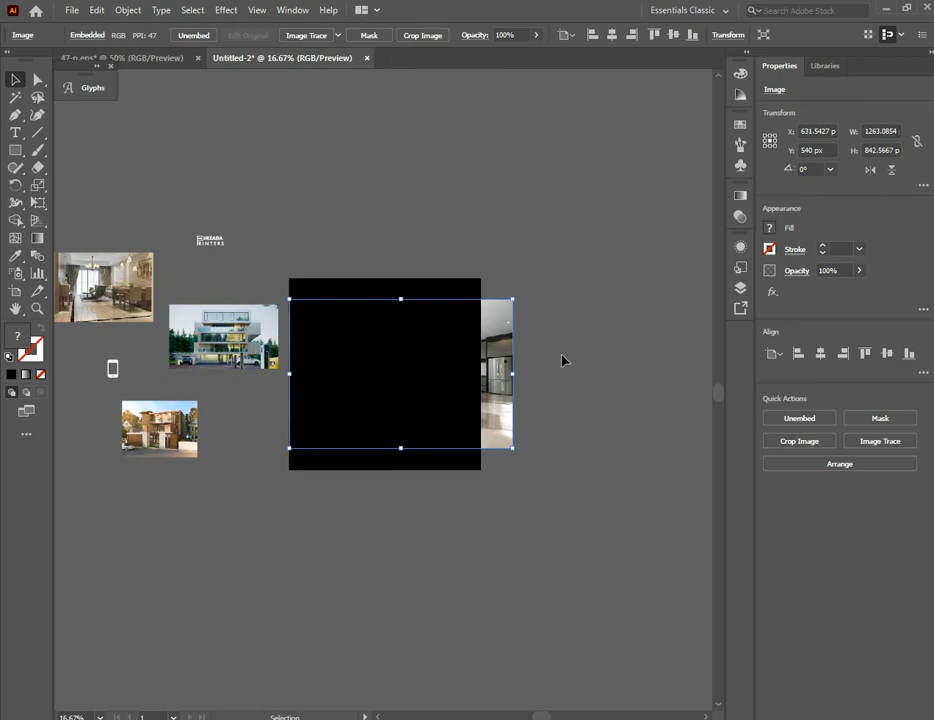 Ai File Edit Object Type Select Effect View Window Help Essentials Classic Search Adobe Stock
Image Embedded RGB PPI: 47 Unembed Edit Original Image Trace Mask Crop Image Opacity: 100% Transform
47-n.eps* @ 50% (RGB/Preview) Untitled-2* @ 16.67% (RGB/Preview)
Glyphs
Properties Libraries
Image
Transform
X: 631.5427 p W: 1263.0854
Y: 540 px H: 842.5667 p
0°
Appearance
? Fill
Stroke
Opacity 100%
fx.
Align
Quick Actions
Unembed Mask
Crop Image Image Trace
Arrange
?
16.67% 1 Selection